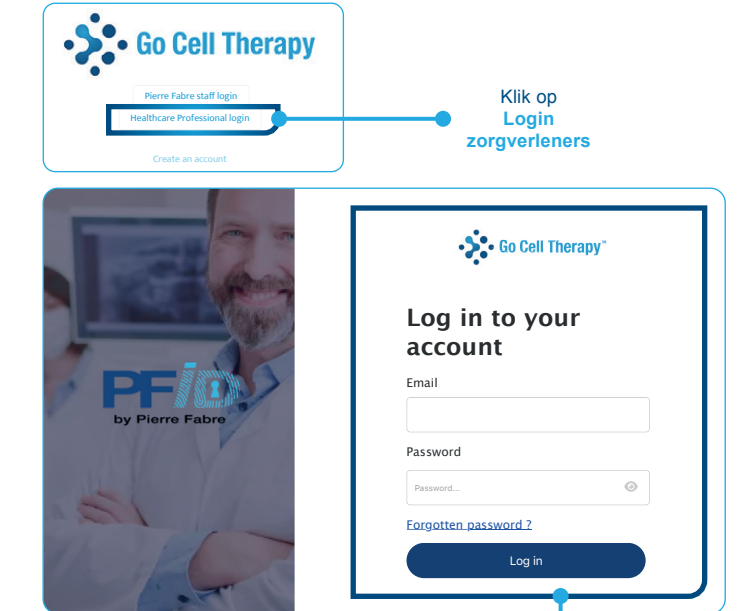 Go Cell Therapy
Pierre Fabre staff login
Healthcare Professional login
Create an account
Klik op
Login
zorgverleners
PFiD
by Pierre Fabre
Go Cell Therapy™
Log in to your
account
Email
Password
Password...
Forgotten password ?
Log in